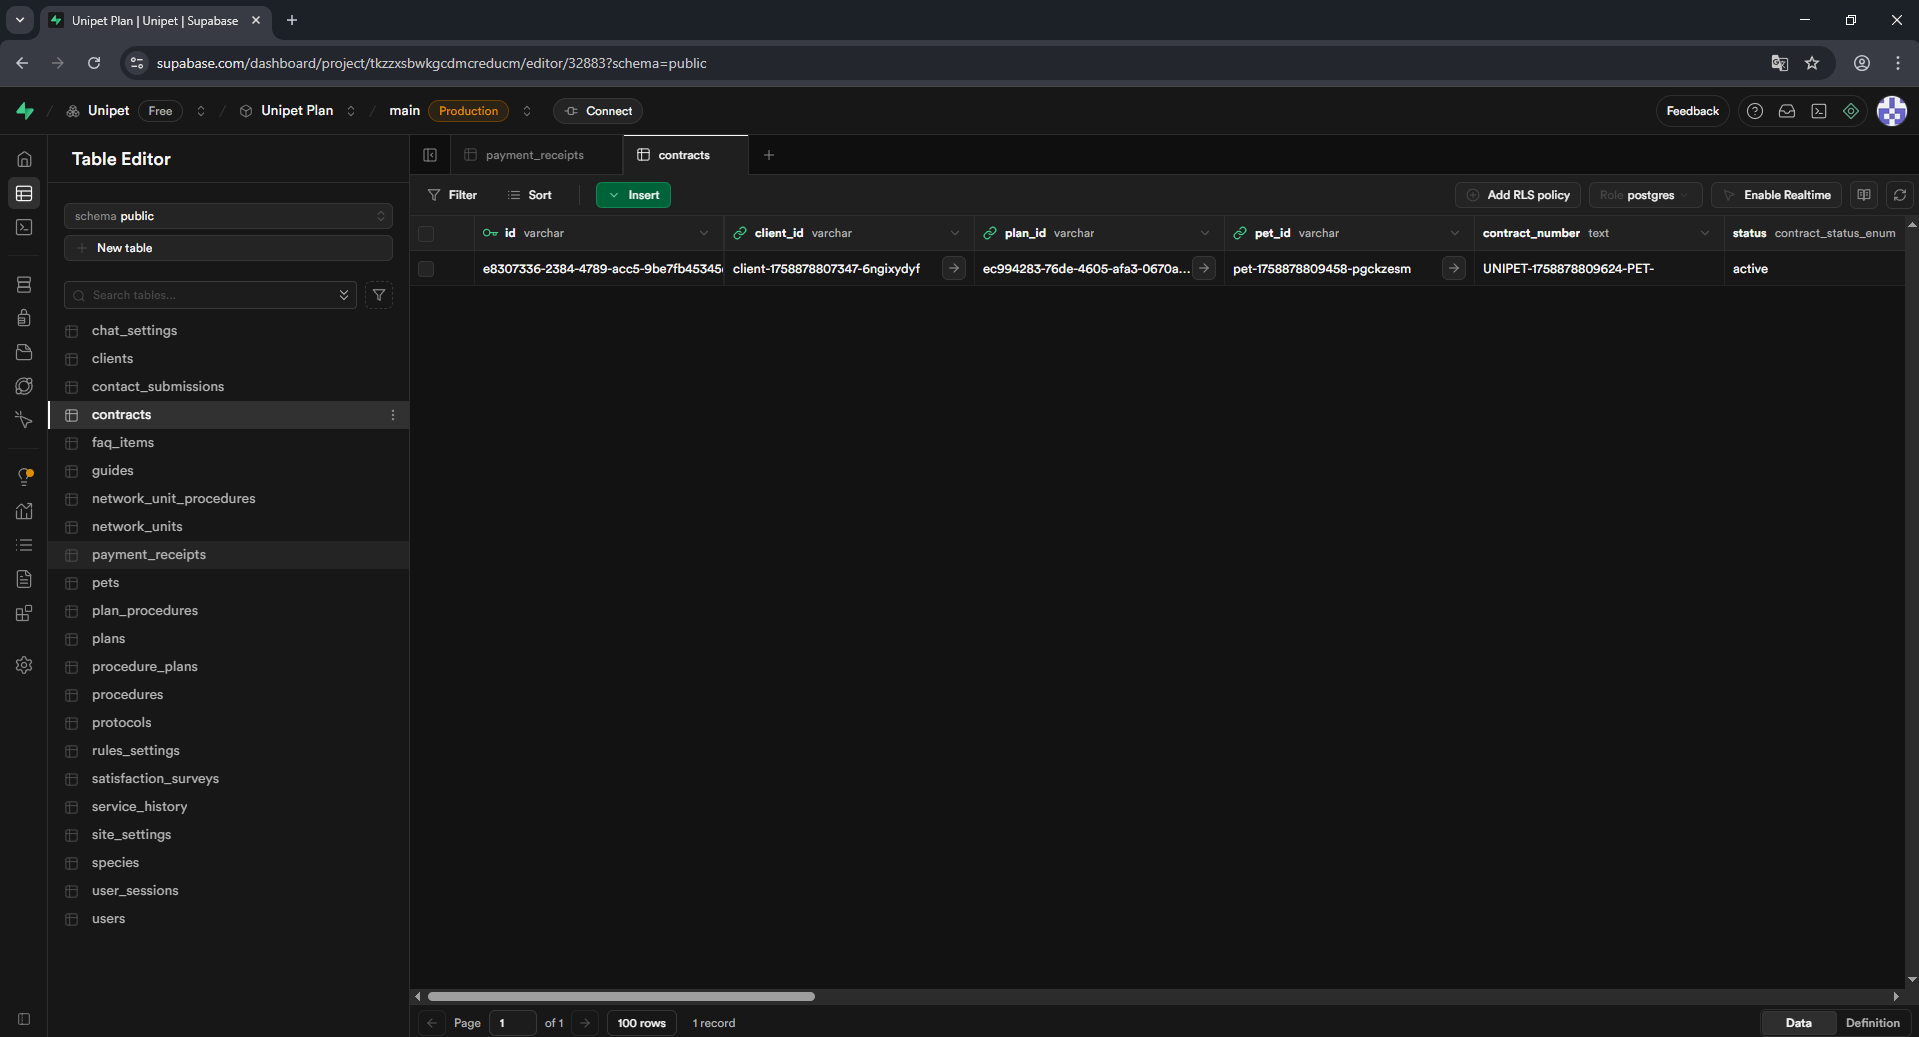 Unipet Plan | Unipet | Supabase
supabase.com/dashboard/project/tkzzxsbwkgcdmcreducm/editor/32883?schema=public
Unipet Free Unipet Plan main Production Connect Feedback
Table Editor
payment_receipts contracts
Filter Sort Insert Add RLS policy Role postgres Enable Realtime
schema public
New table
Search tables...
id varchar client_id varchar plan_id varchar pet_id varchar contract_number text status contract_status_enum
e8307336-2384-4789-acc5-9be7fb45345 client-1758878807347-6ngixydyf ec994283-76de-4605-afa3-0670a... pet-1758878809458-pgckzesm UNIPET-1758878809624-PET- active
chat_settings
clients
contact_submissions
contracts
faq_items
guides
network_unit_procedures
network_units
payment_receipts
pets
plan_procedures
plans
procedure_plans
procedures
protocols
rules_settings
satisfaction_surveys
service_history
site_settings
species
user_sessions
users
Page 1 of 1 100 rows 1 record Data Definition